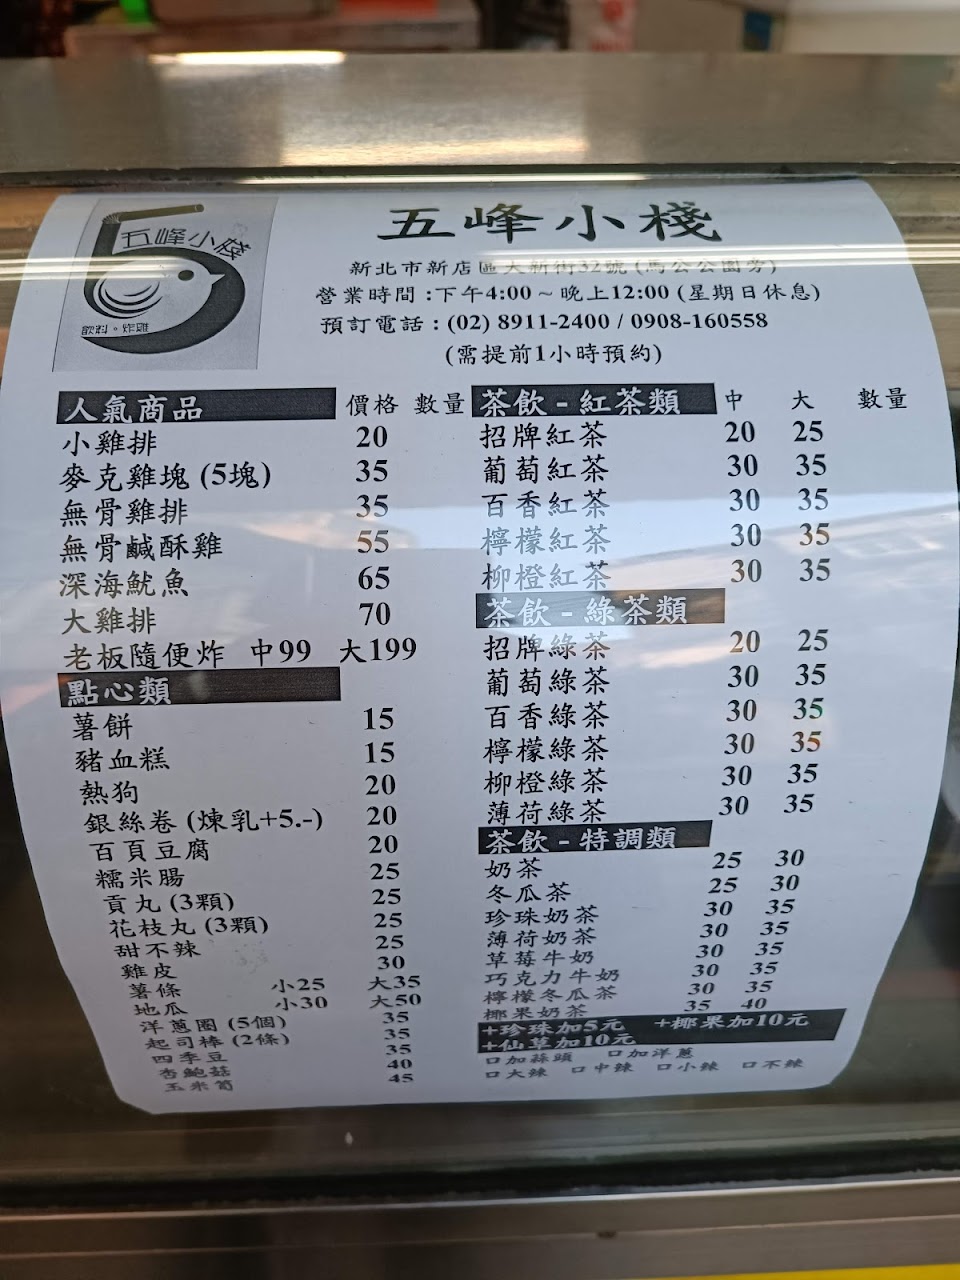 五峰小棧
五峰小棧
飲料。炸雞
新北市新店區大新街32號 (馬公公園旁)
營業時間 :下午4:00 ~ 晚上12:00 (星期日休息)
預訂電話 : (02) 8911-2400 / 0908-160558
(需提前1小時預約)
人氣商品 價格 數量
小雞排 20
麥克雞塊 (5塊) 35
無骨雞排 35
無骨鹹酥雞 55
深海魷魚 65
大雞排 70
老板隨便炸 中99 大199
點心類
薯餅 15
豬血糕 15
熱狗 20
銀絲卷 (煉乳+5.-) 20
百頁豆腐 20
糯米腸 25
貢丸 (3顆) 25
花枝丸 (3顆) 25
甜不辣 25
雞皮 30
薯條 小25 大35
地瓜 小30 大50
洋蔥圈 (5個) 35
起司棒 (2條) 35
四季豆 35
杏鮑菇 40
玉米筍 45
茶飲 - 紅茶類 中 大 數量
招牌紅茶 20 25
葡萄紅茶 30 35
百香紅茶 30 35
檸檬紅茶 30 35
柳橙紅茶 30 35
茶飲 - 綠茶類
招牌綠茶 20 25
葡萄綠茶 30 35
百香綠茶 30 35
檸檬綠茶 30 35
柳橙綠茶 30 35
薄荷綠茶 30 35
茶飲 - 特調類
奶茶 25 30
冬瓜茶 25 30
珍珠奶茶 30 35
薄荷奶茶 30 35
草莓牛奶 30 35
巧克力牛奶 30 35
檸檬冬瓜茶 30 35
椰果奶茶 35 40
+珍珠加5元 +椰果加10元
+仙草加10元
口加蒜頭 口加洋蔥
口大辣 口中辣 口小辣 口不辣